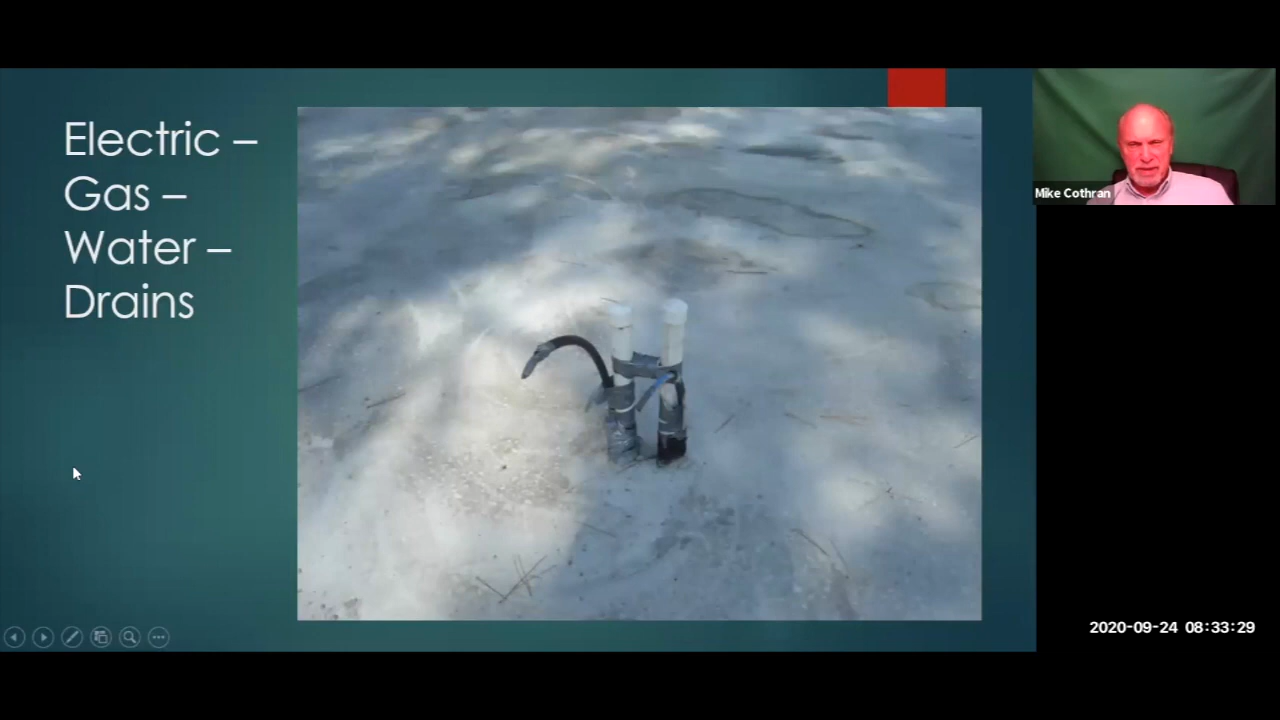 Electric –
Gas –
Water –
Drains
Mike Cothran
2020-09-24 08:33:29